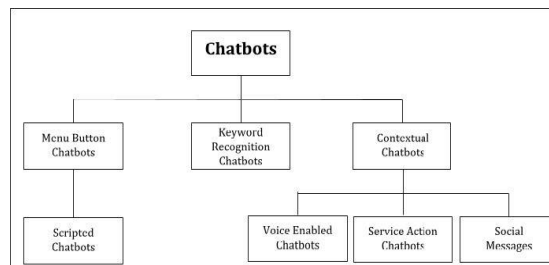 Chatbots
Menu Button
Chatbots
Keyword
Recognition
Chatbots
Contextual
Chatbots
Scripted
Chatbots
Voice Enabled
Chatbots
Service Action
Chatbots
Social
Messages